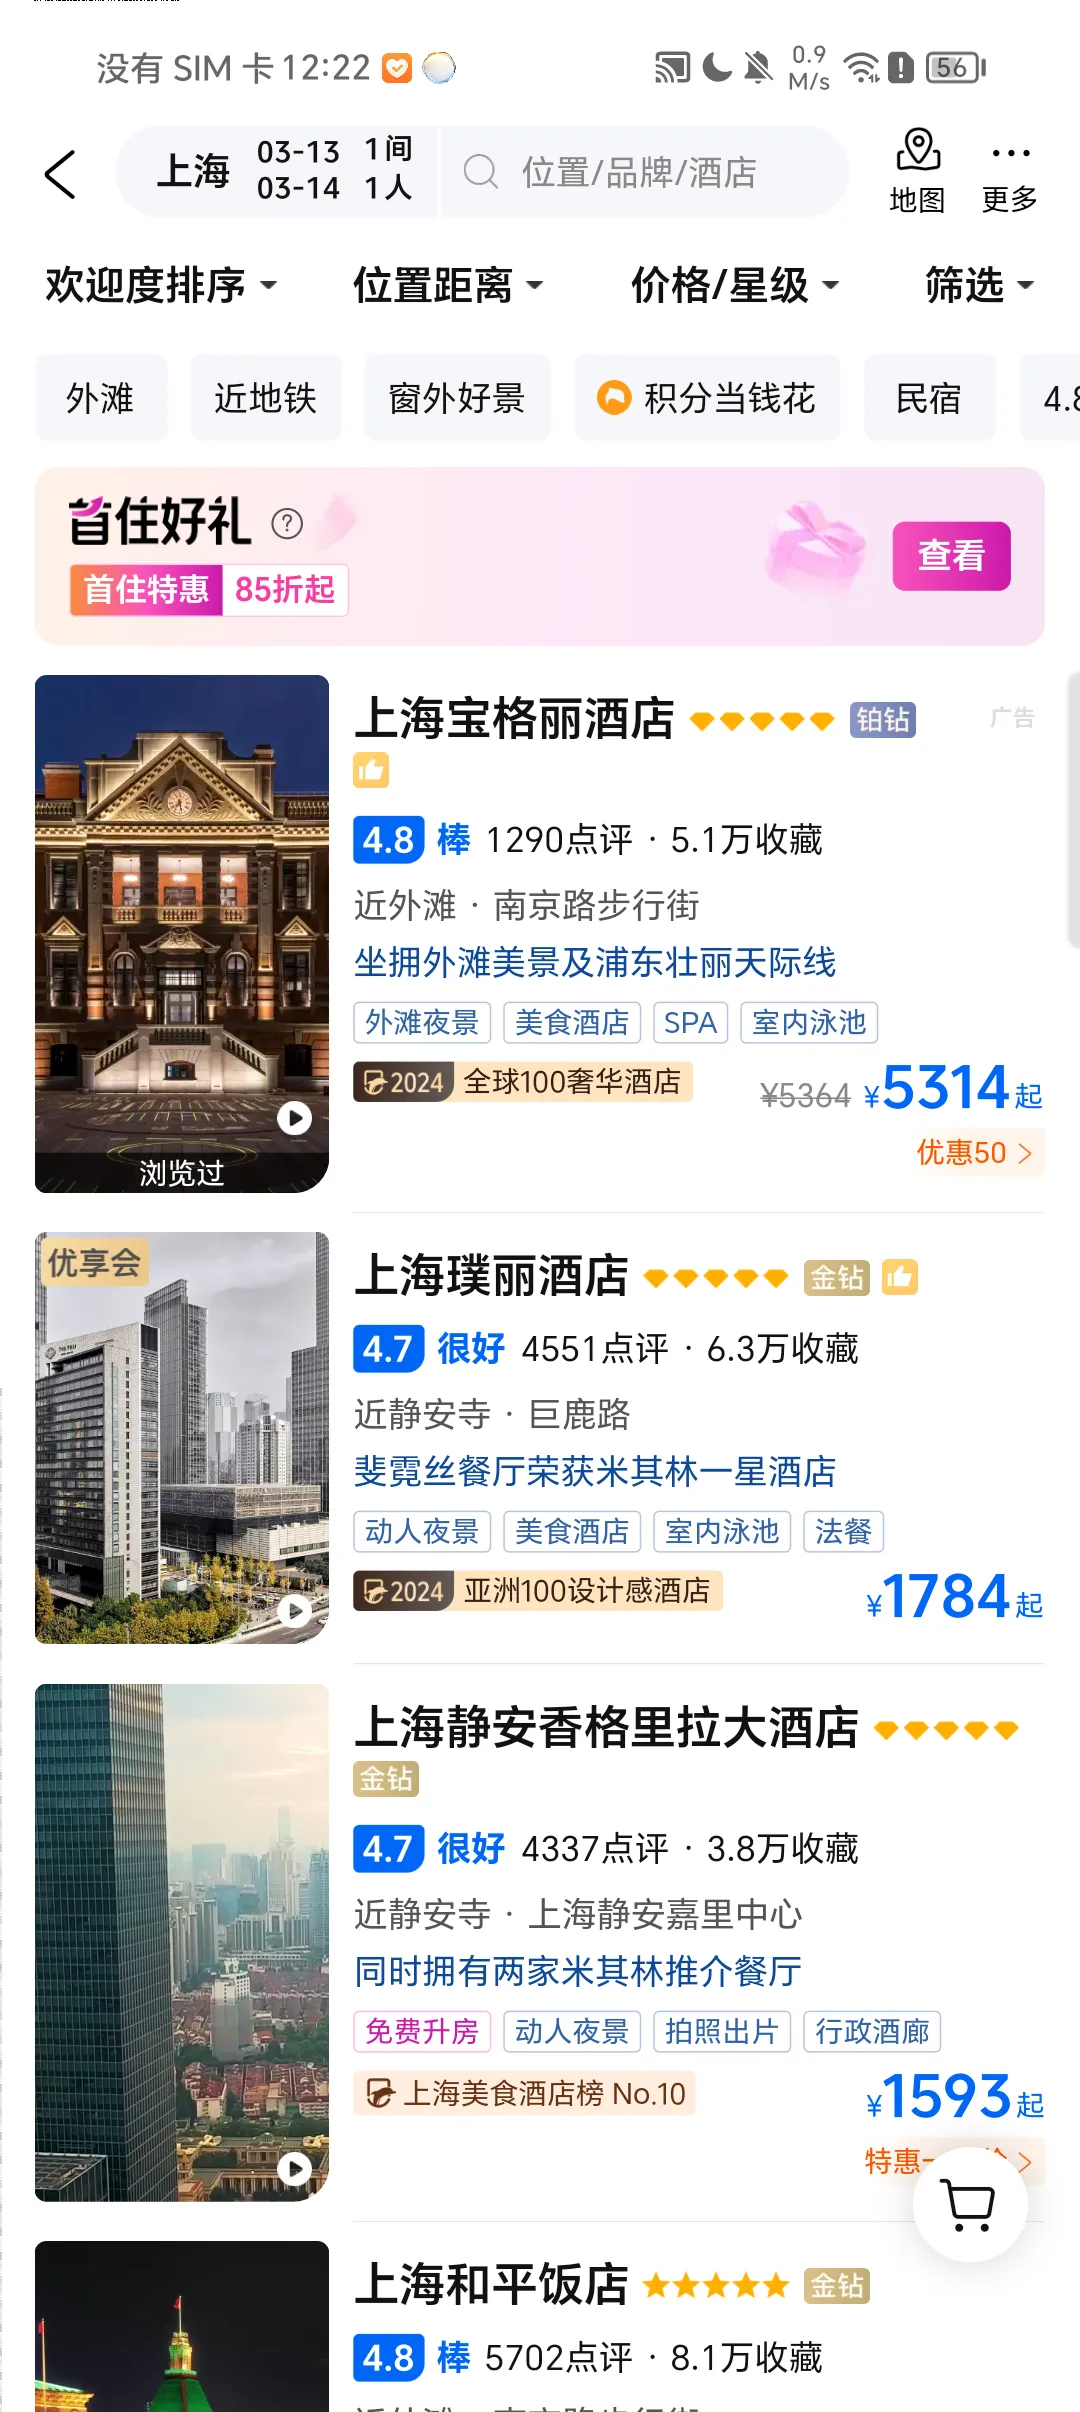 没有 SIM 卡 12:22
0.9 M/s
56
上海
03-13 1间
03-14 1人
位置/品牌/酒店
地图
更多
欢迎度排序 位置距离 价格/星级 筛选
外滩 近地铁 窗外好景 积分当钱花 民宿 4.8
首住好礼 ?
首住特惠 85折起
查看
上海宝格丽酒店 铂钻 广告
4.8 棒 1290点评 · 5.1万收藏
近外滩 · 南京路步行街
坐拥外滩美景及浦东壮丽天际线
外滩夜景 美食酒店 SPA 室内泳池
2024 全球100奢华酒店
¥5364 ¥5314起
优惠50 >
浏览过
优享会
上海璞丽酒店 金钻
4.7 很好 4551点评 · 6.3万收藏
近静安寺 · 巨鹿路
斐霓丝餐厅荣获米其林一星酒店
动人夜景 美食酒店 室内泳池 法餐
2024 亚洲100设计感酒店
¥1784起
上海静安香格里拉大酒店
金钻
4.7 很好 4337点评 · 3.8万收藏
近静安寺 · 上海静安嘉里中心
同时拥有两家米其林推介餐厅
免费升房 动人夜景 拍照出片 行政酒廊
上海美食酒店榜 No.10
¥1593起
特惠
上海和平饭店 金钻
4.8 棒 5702点评 · 8.1万收藏